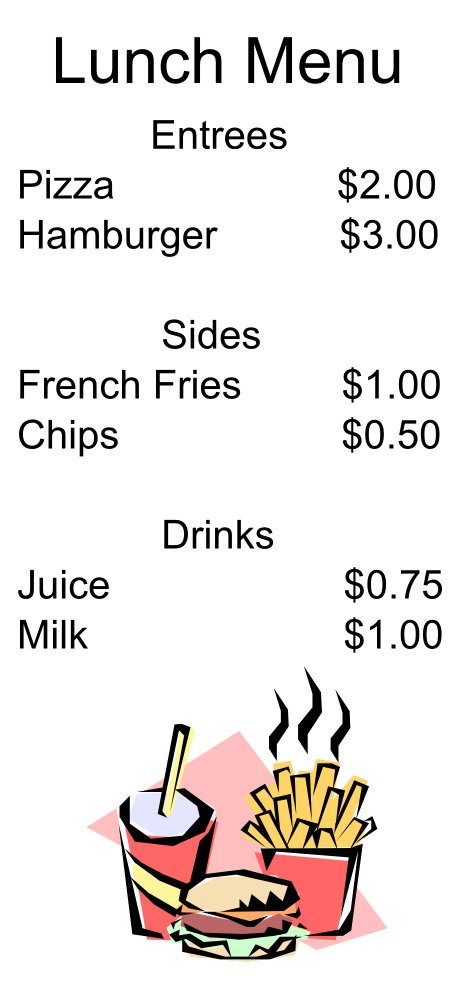 Lunch Menu
Entrees
Pizza $2.00
Hamburger $3.00
Sides
French Fries $1.00
Chips $0.50
Drinks
Juice $0.75
Milk $1.00